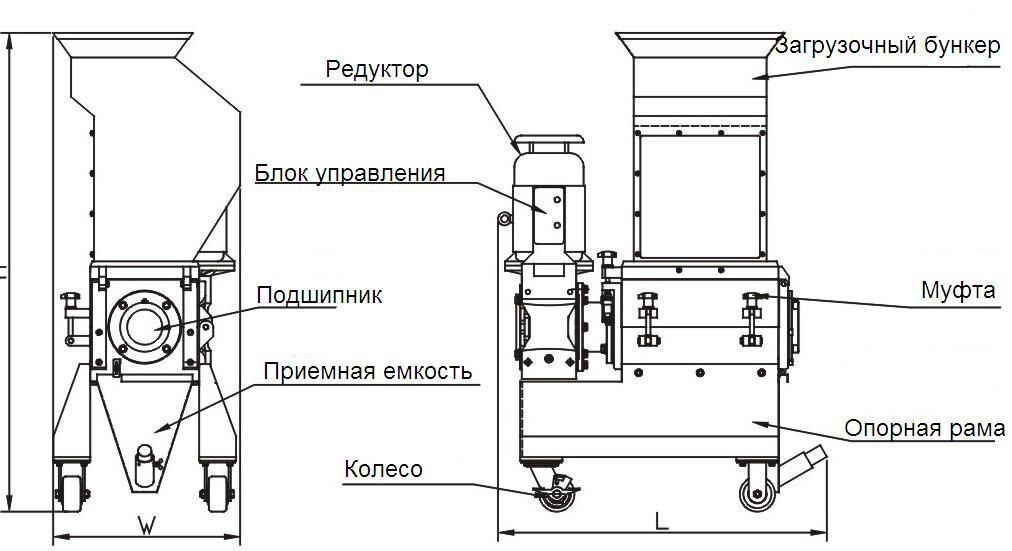 Загрузочный бункер
Редуктор
Блок управления
Подшипник
Муфта
Приемная емкость
Опорная рама
Колесо
W
L